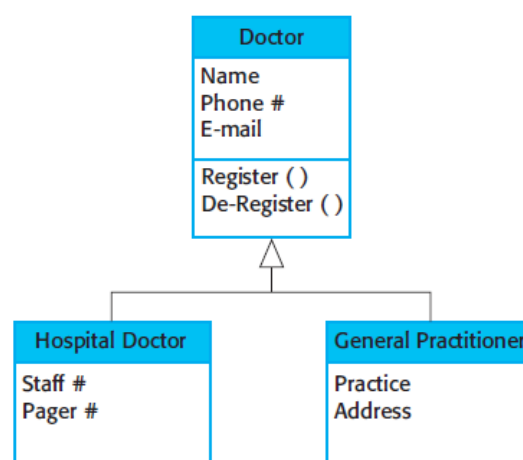 Doctor
Name
Phone #
E-mail
Register ( )
De-Register ( )
Hospital Doctor
Staff #
Pager #
General Practitioner
Practice
Address